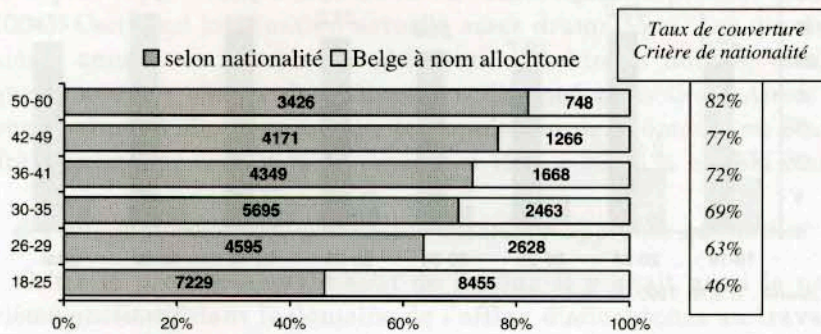 Taux de couverture
Critère de nationalité
selon nationalité Belge à nom allochtone
50-60 3426 748 82%
42-49 4171 1266 77%
36-41 4349 1668 72%
30-35 5695 2463 69%
26-29 4595 2628 63%
18-25 7229 8455 46%
0% 20% 40% 60% 80% 100%